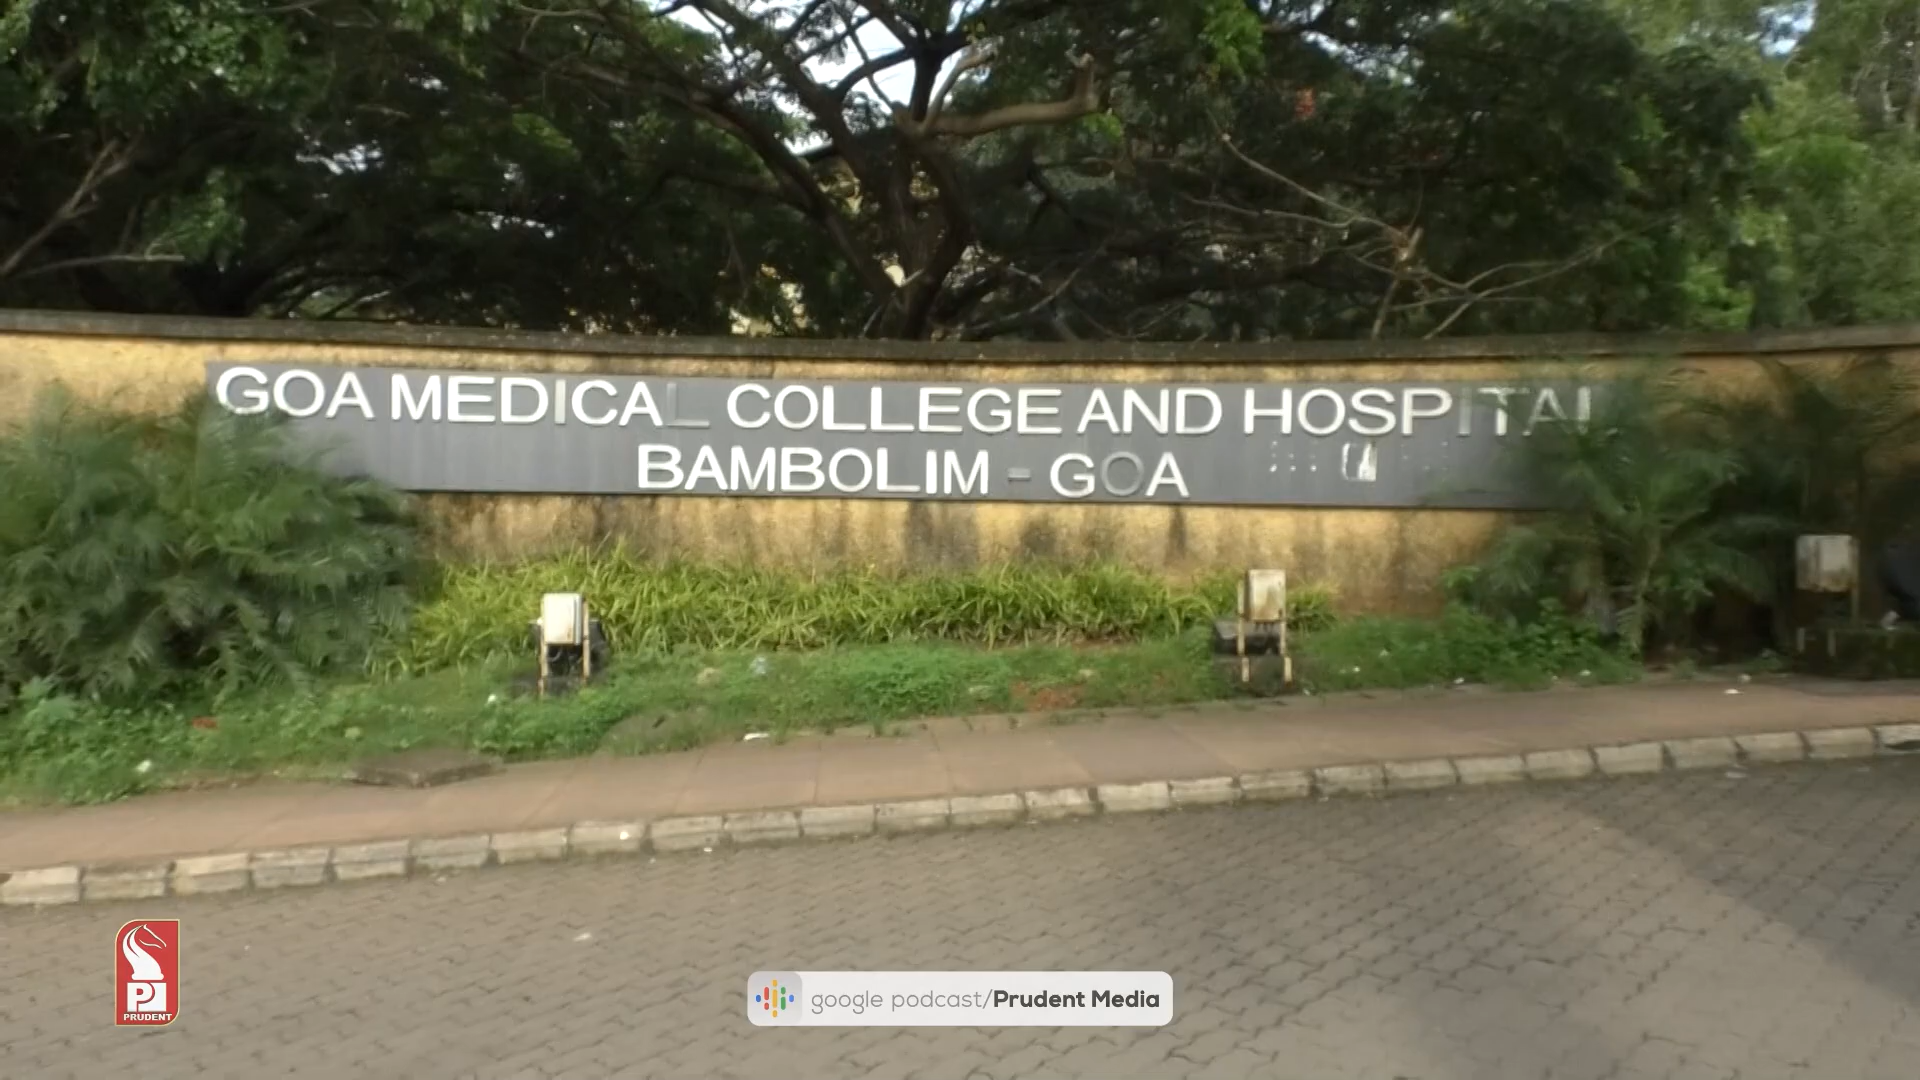 GOA MEDICAL COLLEGE AND HOSPITAL
BAMBOLIM - GOA
PRUDENT
google podcast/Prudent Media